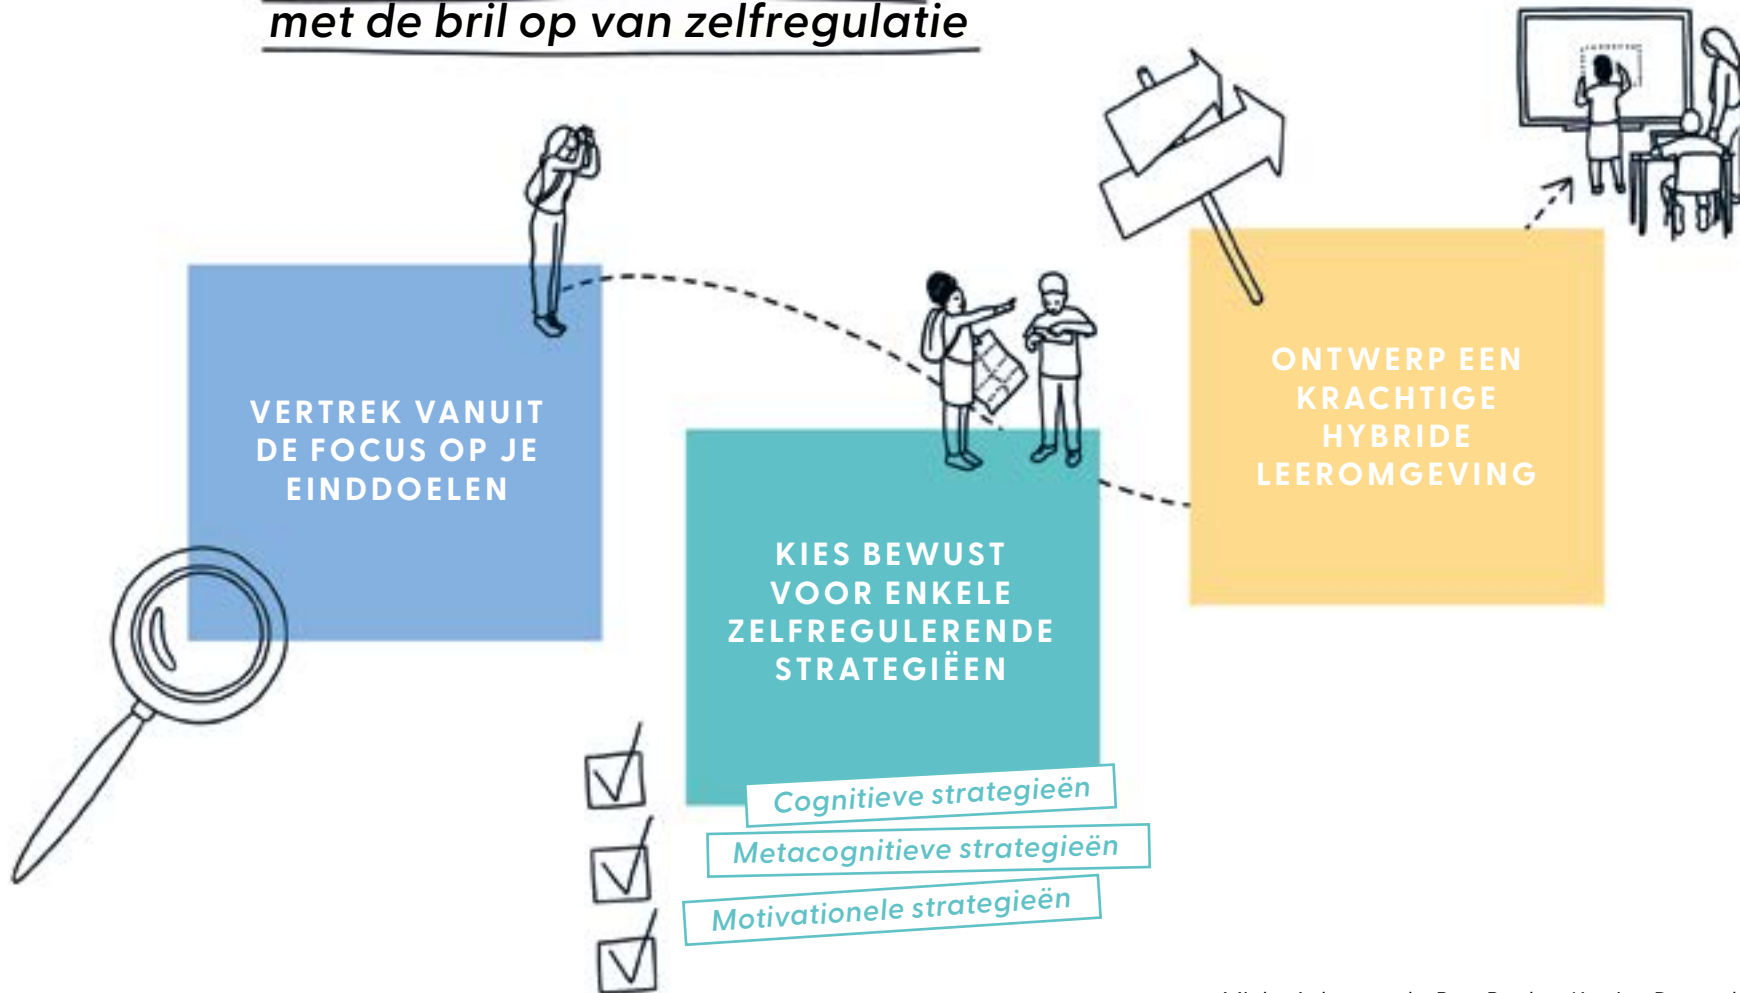 met de bril op van zelfregulatie
VERTREK VANUIT
DE FOCUS OP JE
EINDDOELEN
KIES BEWUST
VOOR ENKELE
ZELFREGULERENDE
STRATEGIËEN
Cognitieve strategieën
Metacognitieve strategieën
Motivationele strategieën
ONTWERP EEN
KRACHTIGE
HYBRIDE
LEEROMGEVING